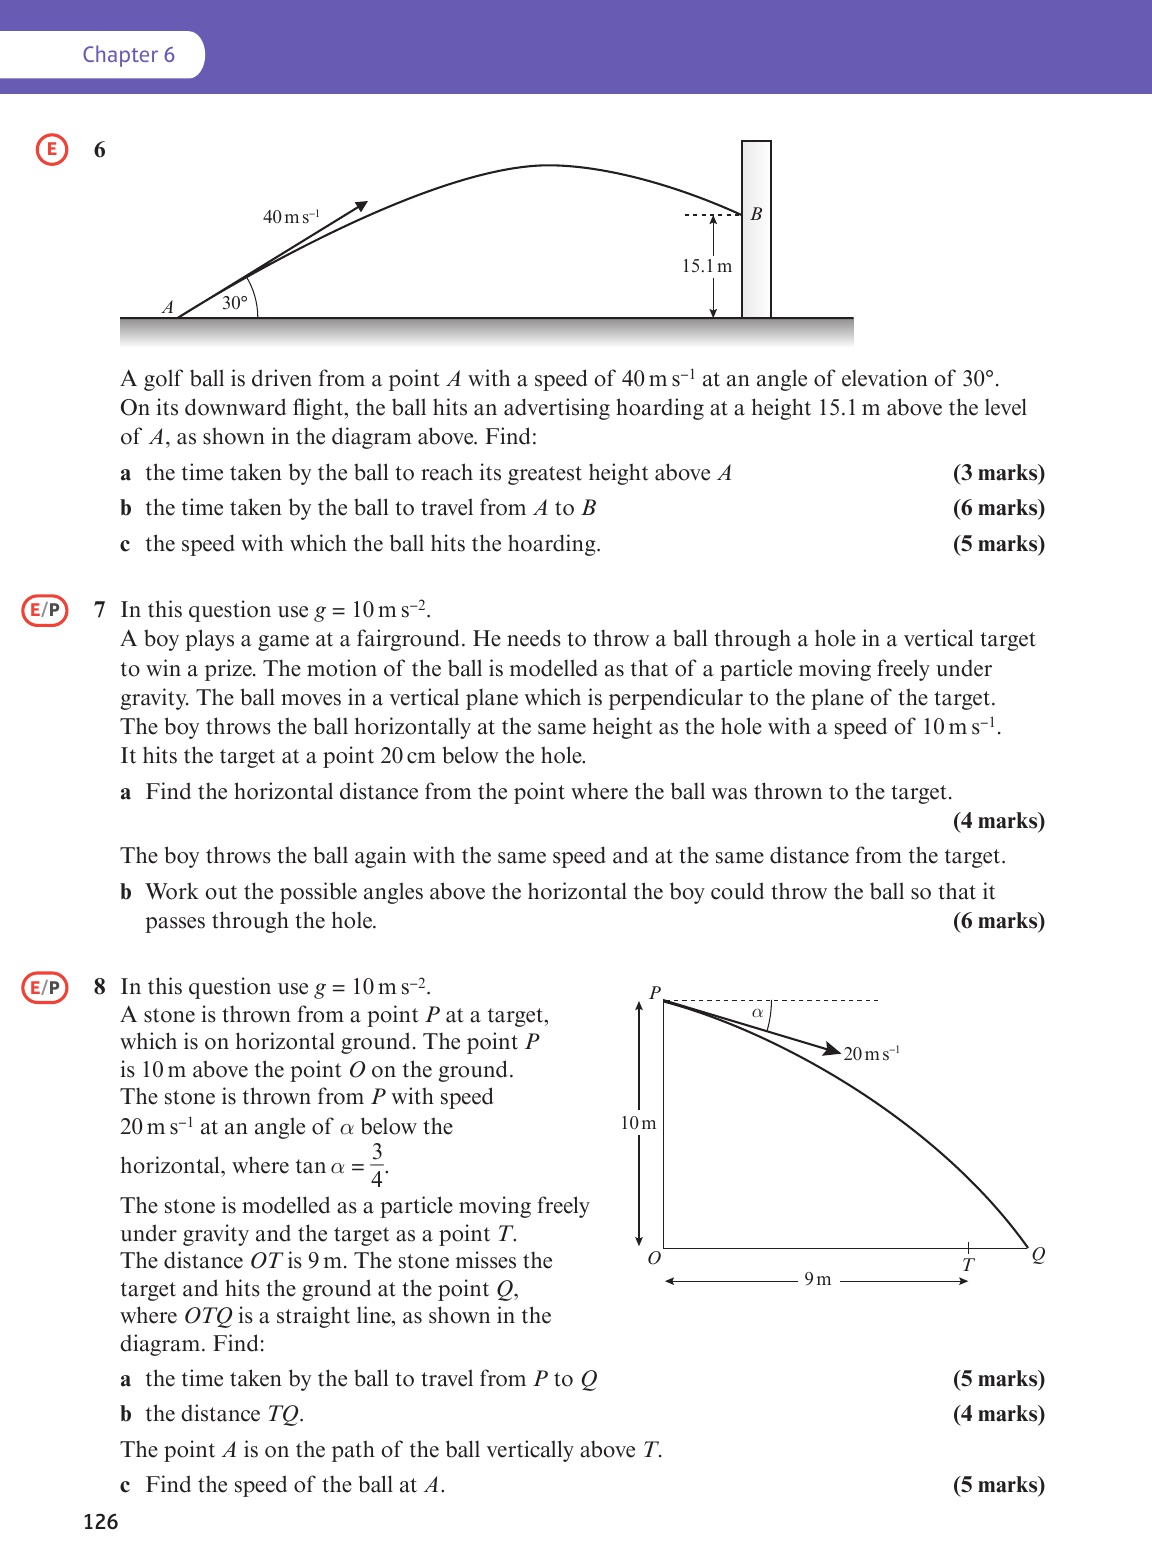 Chapter 6
E 6
40 m s⁻¹
B
15.1 m
A
30°
A golf ball is driven from a point A with a speed of 40 m s⁻¹ at an angle of elevation of 30°.
On its downward flight, the ball hits an advertising hoarding at a height 15.1 m above the level
of A, as shown in the diagram above. Find:
a the time taken by the ball to reach its greatest height above A (3 marks)
b the time taken by the ball to travel from A to B (6 marks)
c the speed with which the ball hits the hoarding. (5 marks)
E/P 7 In this question use g = 10 m s⁻².
A boy plays a game at a fairground. He needs to throw a ball through a hole in a vertical target
to win a prize. The motion of the ball is modelled as that of a particle moving freely under
gravity. The ball moves in a vertical plane which is perpendicular to the plane of the target.
The boy throws the ball horizontally at the same height as the hole with a speed of 10 m s⁻¹.
It hits the target at a point 20 cm below the hole.
a Find the horizontal distance from the point where the ball was thrown to the target.
(4 marks)
The boy throws the ball again with the same speed and at the same distance from the target.
b Work out the possible angles above the horizontal the boy could throw the ball so that it
passes through the hole. (6 marks)
E/P 8 In this question use g = 10 m s⁻².
A stone is thrown from a point P at a target,
which is on horizontal ground. The point P
is 10 m above the point O on the ground.
The stone is thrown from P with speed
20 m s⁻¹ at an angle of α below the
horizontal, where tan α = 3/4.
The stone is modelled as a particle moving freely
under gravity and the target as a point T.
The distance OT is 9 m. The stone misses the
target and hits the ground at the point Q,
where OTQ is a straight line, as shown in the
diagram. Find:
P
α
20 m s⁻¹
10 m
O
T
Q
9 m
a the time taken by the ball to travel from P to Q (5 marks)
b the distance TQ. (4 marks)
The point A is on the path of the ball vertically above T.
c Find the speed of the ball at A. (5 marks)
126